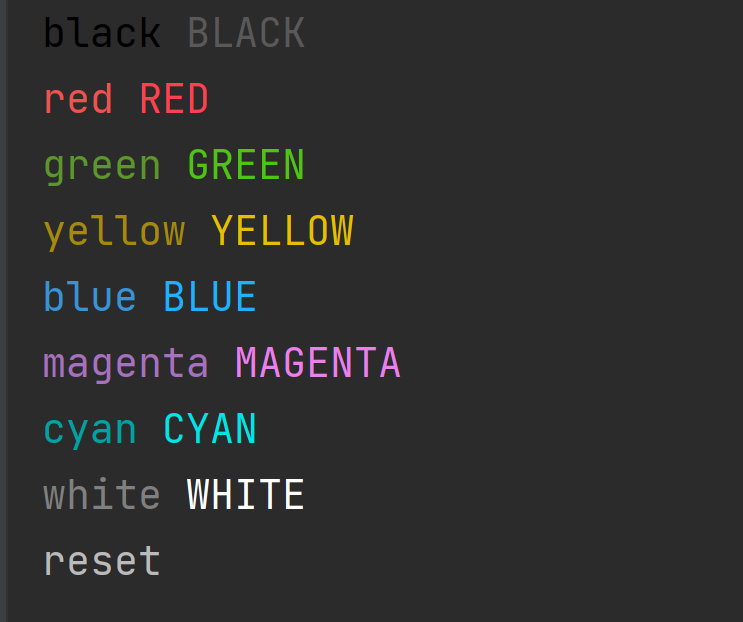 black BLACK
red RED
green GREEN
yellow YELLOW
blue BLUE
magenta MAGENTA
cyan CYAN
white WHITE
reset